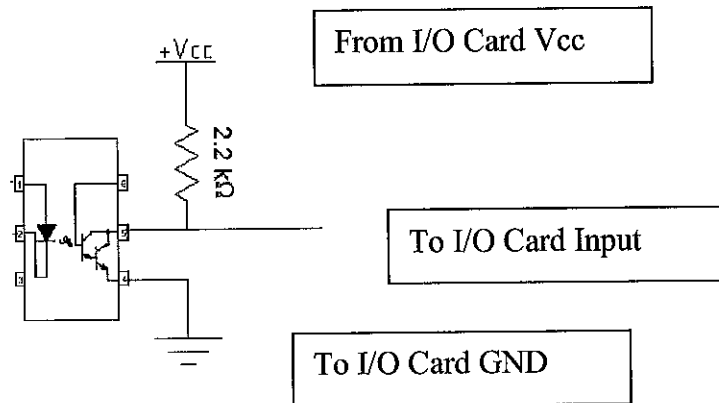 From I/O Card Vcc
+Vcc
2.2 kΩ
1
6
2
5
To I/O Card Input
3
4
To I/O Card GND